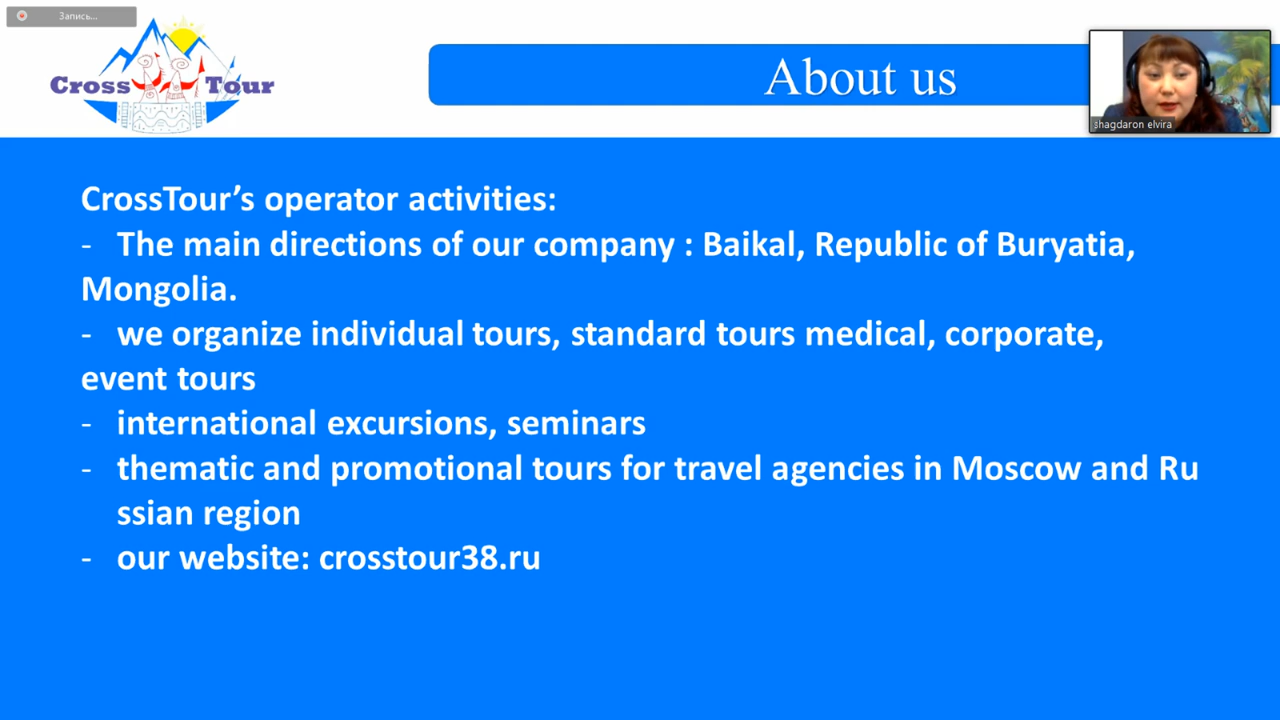 Запись...
Cross Tour
About us
shagdaron elvira
CrossTour’s operator activities:
- The main directions of our company : Baikal, Republic of Buryatia,
Mongolia.
- we organize individual tours, standard tours medical, corporate,
event tours
- international excursions, seminars
- thematic and promotional tours for travel agencies in Moscow and Ru
ssian region
- our website: crosstour38.ru